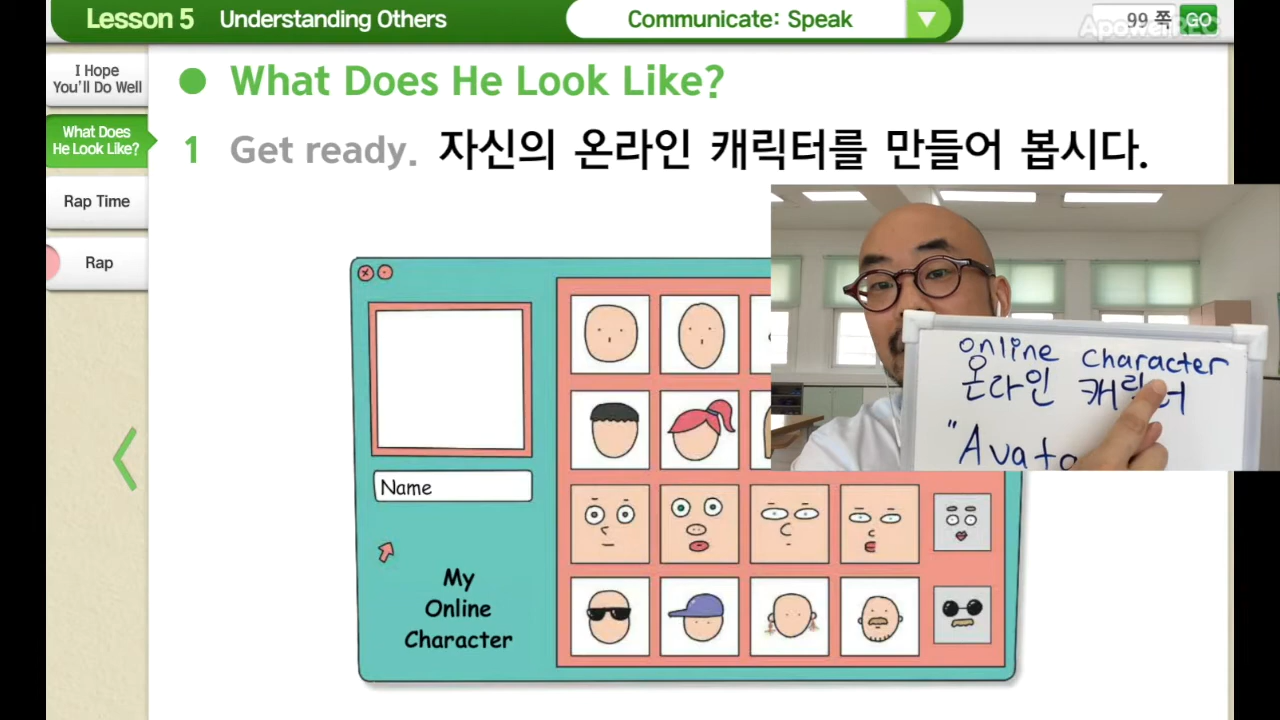 Lesson 5 Understanding Others
Communicate: Speak
99 쪽 GO
ApowerREC
I Hope
You'll Do Well
What Does
He Look Like?
Rap Time
Rap
What Does He Look Like?
1 Get ready. 자신의 온라인 캐릭터를 만들어 봅시다.
Name
My
Online
Character
online Character
온라인 캐릭터
"Avata